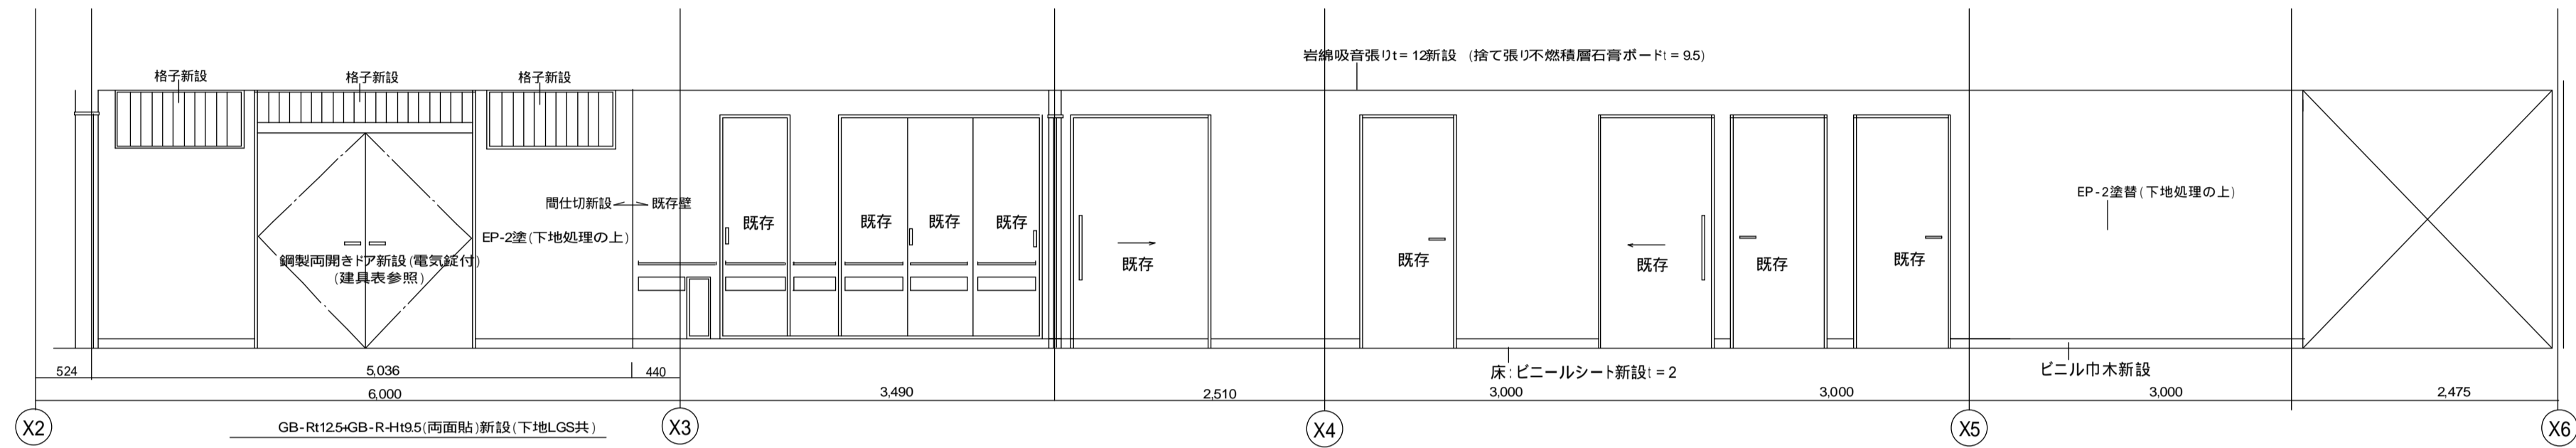 岩綿吸音張りt=12新設 (捨て張り不燃積層石膏ボードt=9.5)
格子新設
格子新設
格子新設
間仕切新設
既存壁
EP-2塗替(下地処理の上)
EP-2塗(下地処理の上)
既存
既存
既存
既存
既存
既存
既存
既存
既存
鋼製両開きドア新設(電気錠付)
(建具表参照)
524
5,036
440
床:ビニールシート新設t=2
ビニル巾木新設
6,000
3,490
2,510
3,000
3,000
3,000
2,475
X2
GB-Rt12.5+GB-R-Ht9.5(両面貼)新設(下地LGS共)
X3
X4
X5
X6